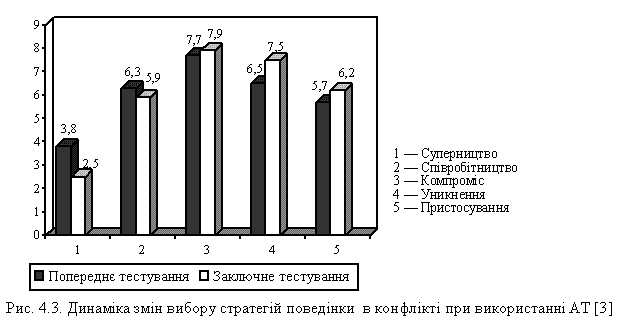 9
8
7
6
5
4
3
2
1
0
3,8
2,5
6,3
5,9
7,7
7,9
6,5
7,5
5,7
6,2
1 2 3 4 5
1 — Суперництво
2 — Співробітництво
3 — Компроміс
4 — Уникнення
5 — Пристосування
Попереднє тестування Заключне тестування
Рис. 4.3. Динаміка змін вибору стратегій поведінки в конфлікті при використанні АТ [3]